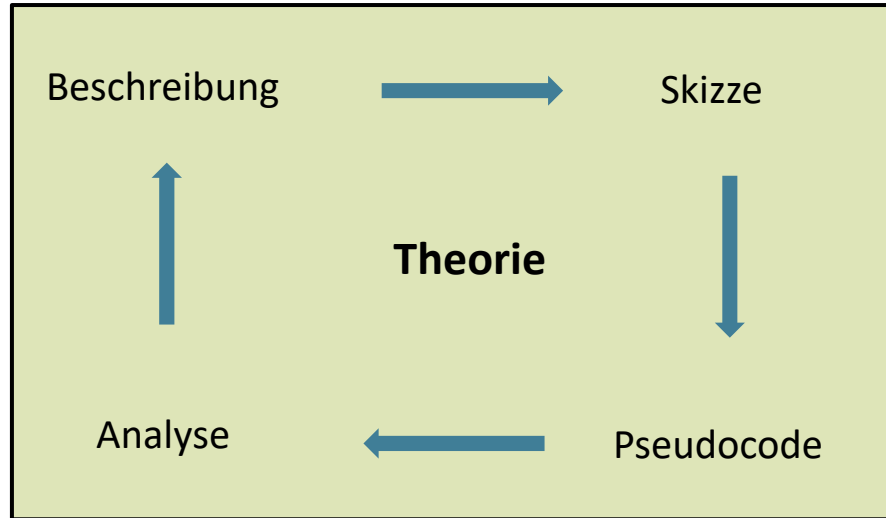 Beschreibung
Skizze
Theorie
Analyse
Pseudocode